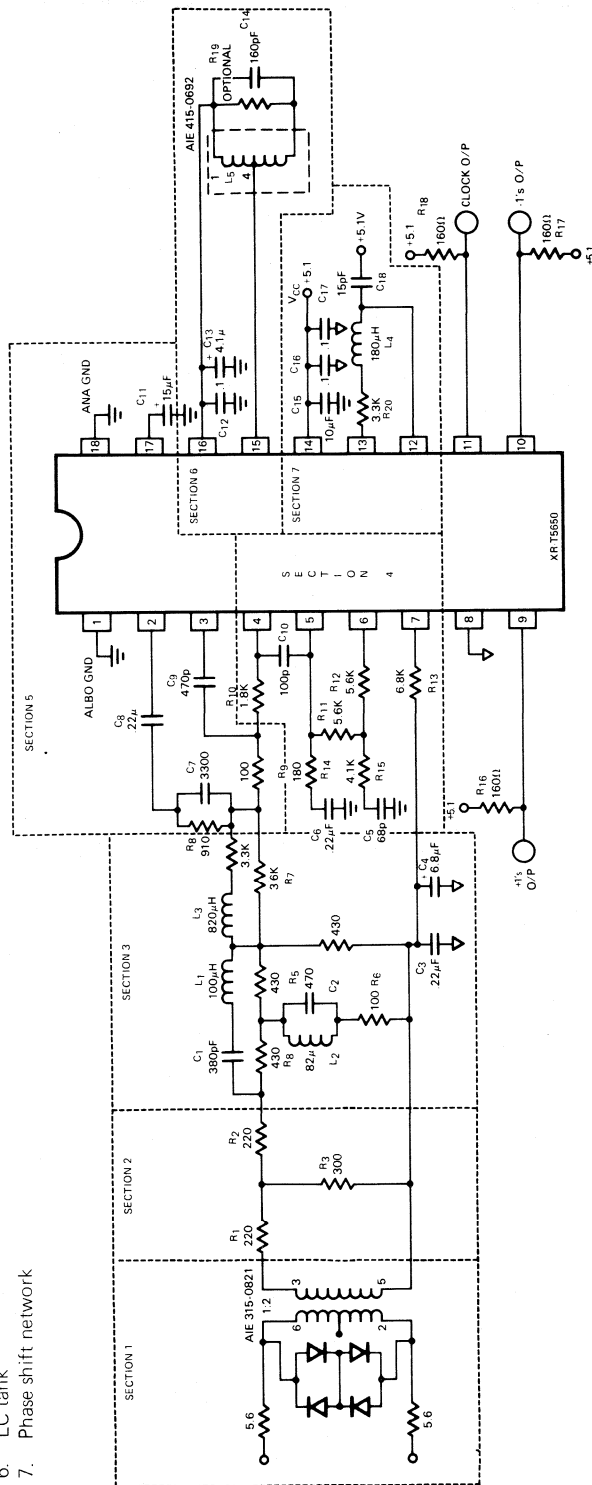 6. LC tank
7. Phase shift network
SECTION 1
5.6
5.6
AIE 315-0821
1:2
6
2
3
5
SECTION 2
R1
220
R2
220
R3
300
SECTION 3
C1
380pF
L1
100μH
L3
820μH
430
R8
430
82μ
L2
R5
470
C2
100 R6
430
R8
910
3.3K
C7
3300
R7
36K
C3
.22μF
C4
+
6.8μF
SECTION 5
C8
.22μ
C9
470p
100
R9
R10
1.8K
C10
100p
180
R14
R11
5.6K
R12
5.6K
4.1K
R15
C6
.22μF
C5
68p
6.8K
R13
ALBO GND
+5.1
R16
160Ω
+1's
O/P
1
2
3
4
5
6
7
8
9
SECTION 4
SECTION 6
SECTION 7
XR T5650
18
17
16
15
14
13
12
11
10
ANA GND
C11
+
15μF
C12
.1
+
C13
4.1μ
AIE 415-0692
1
L5
4
R19
OPTIONAL
C14
160pF
VCC
+5.1
C15
10μF
C16
.1
C17
.1
3.3K
R20
180μH
L4
15pF
C18
+5.1V
+5.1
R18
160Ω
CLOCK O/P
-1's O/P
160Ω
R17
+5.1